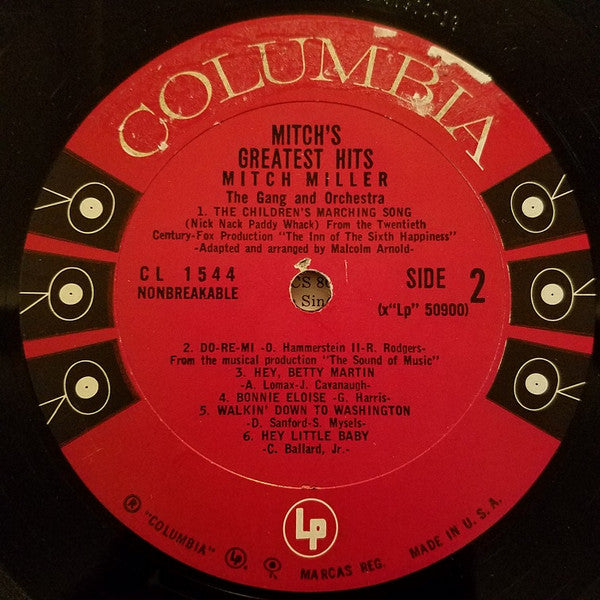 COLUMBIA
MITCH'S
GREATEST HITS
MITCH MILLER
The Gang and Orchestra
1. THE CHILDREN'S MARCHING SONG
(Nick Nack Paddy Whack) From the Twentieth
Century-Fox Production "The Inn of The Sixth Happiness"
-Adapted and arranged by Malcolm Arnold-
CL 1544
NONBREAKABLE
SIDE 2
(x"Lp" 50900)
CS 8
Sin
2. DO-RE-MI -O. Hammerstein II-R. Rodgers-
From the musical production "The Sound of Music"
3. HEY, BETTY MARTIN
-A. Lomax-J. Cavanaugh-
4. BONNIE ELOISE -G. Harris-
5. WALKIN' DOWN TO WASHINGTON
-D. Sanford-S. Mysels-
6. HEY LITTLE BABY
-C. Ballard, Jr.-
Lp
® "COLUMBIA" Lp MARCAS REG. MADE IN U. S. A.